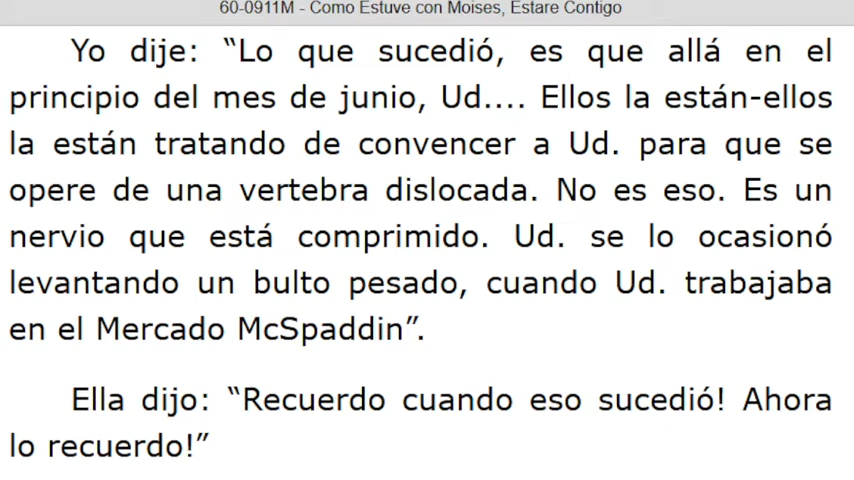 60-0911M - Como Estuve con Moises, Estare Contigo
Yo dije: “Lo que sucedió, es que allá en el
principio del mes de junio, Ud.... Ellos la están-ellos
la están tratando de convencer a Ud. para que se
opere de una vertebra dislocada. No es eso. Es un
nervio que está comprimido. Ud. se lo ocasionó
levantando un bulto pesado, cuando Ud. trabajaba
en el Mercado McSpaddin”.
Ella dijo: “Recuerdo cuando eso sucedió! Ahora
lo recuerdo!”